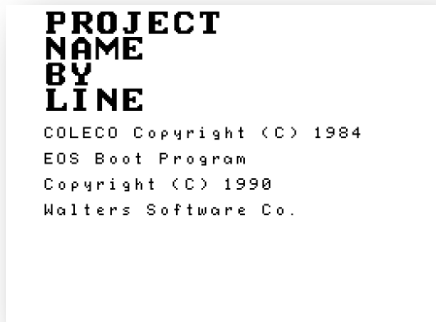 PROJECT
NAME
BY
LINE
COLECO Copyright (C) 1984
EOS Boot Program
Copyright (C) 1990
Walters Software Co.